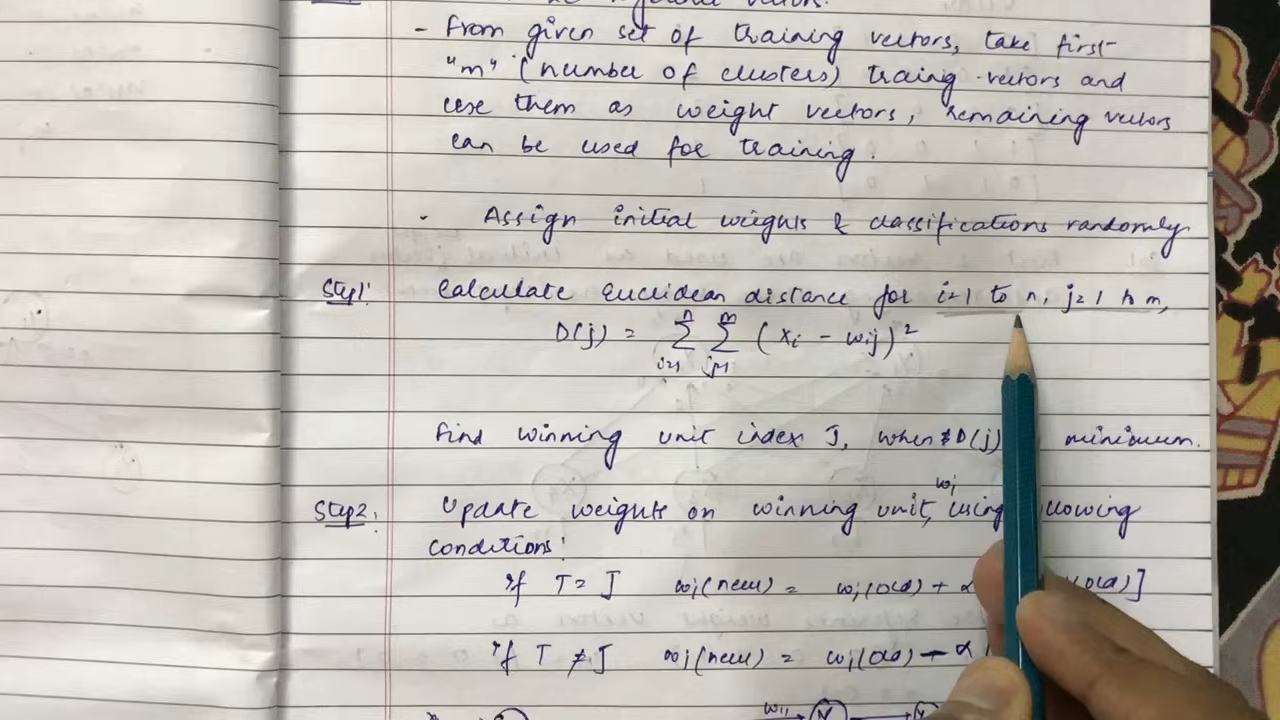 - From given set of training vectors, take first
"m" (number of clusters) traing vectors and
use them as weight vectors, remaining vectors
can be used for training.
- Assign initial weights & classifications randomly
Step1: Calculate Euclidean distance for i=1 to n, j=1 to m,
D(j) = n∑i=1 m∑j=1 (xi - wij)²
Find winning unit index J, when D(j) minimum.
wj
Step2: Update weights on winning unit, using
conditions:
If T = J wj(new) = wj(old) + α (old)]
If T ≠ J wj(new) = wj(old) - α
w11
Y